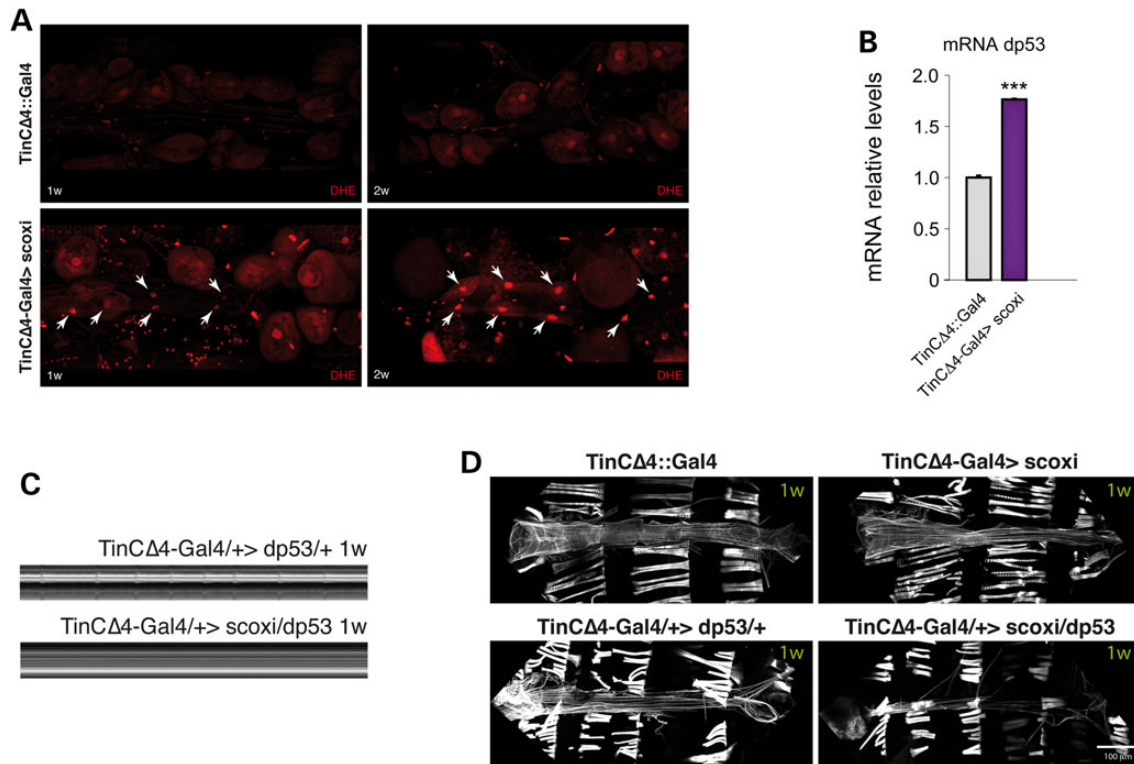 A
TinCΔ4::Gal4
1w
DHE
2w
DHE
TinCΔ4-Gal4> scoxi
1w
DHE
2w
DHE
B
mRNA dp53
mRNA relative levels
2.0
1.5
1.0
0.5
0
***
TinCΔ4::Gal4
TinCΔ4-Gal4> scoxi
C
TinCΔ4-Gal4/+> dp53/+ 1w
TinCΔ4-Gal4/+> scoxi/dp53 1w
D
TinCΔ4::Gal4
1w
TinCΔ4-Gal4> scoxi
1w
TinCΔ4-Gal4/+> dp53/+
1w
TinCΔ4-Gal4/+> scoxi/dp53
1w
100 µm